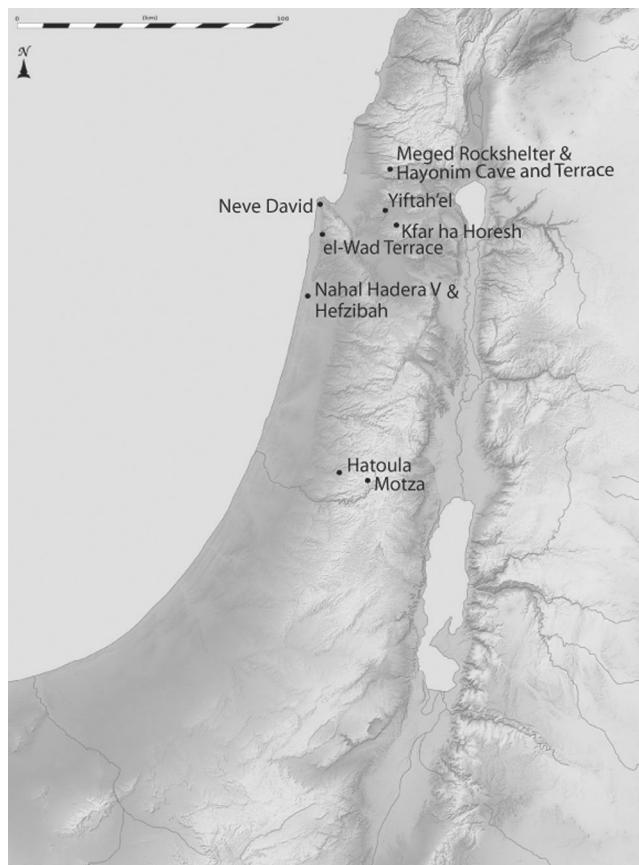 0 (km) 100
N
Meged Rockshelter &
Hayonim Cave and Terrace
Yiftah'el
Neve David
Kfar ha Horesh
el-Wad Terrace
Nahal Hadera V &
Hefzibah
Hatoula
Motza